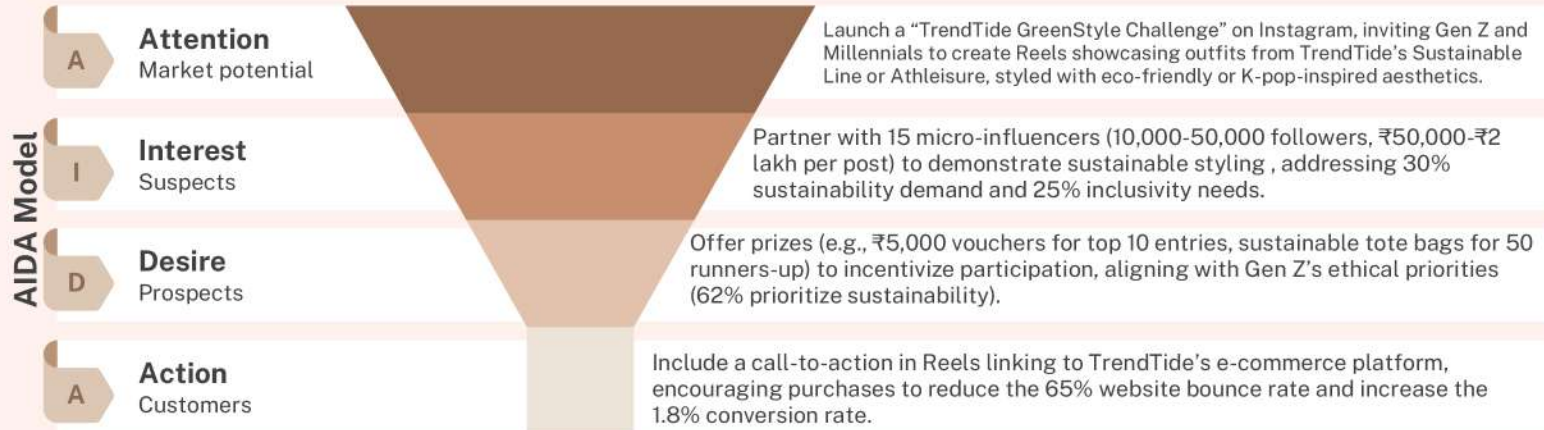 AIDA Model
A
Attention
Market potential
Launch a “TrendTide GreenStyle Challenge” on Instagram, inviting Gen Z and
Millennials to create Reels showcasing outfits from TrendTide’s Sustainable
Line or Athleisure, styled with eco-friendly or K-pop-inspired aesthetics.
I
Interest
Suspects
Partner with 15 micro-influencers (10,000-50,000 followers, ₹50,000-₹2
lakh per post) to demonstrate sustainable styling , addressing 30%
sustainability demand and 25% inclusivity needs.
D
Desire
Prospects
Offer prizes (e.g., ₹5,000 vouchers for top 10 entries, sustainable tote bags for 50
runners-up) to incentivize participation, aligning with Gen Z’s ethical priorities
(62% prioritize sustainability).
A
Action
Customers
Include a call-to-action in Reels linking to TrendTide’s e-commerce platform,
encouraging purchases to reduce the 65% website bounce rate and increase the
1.8% conversion rate.